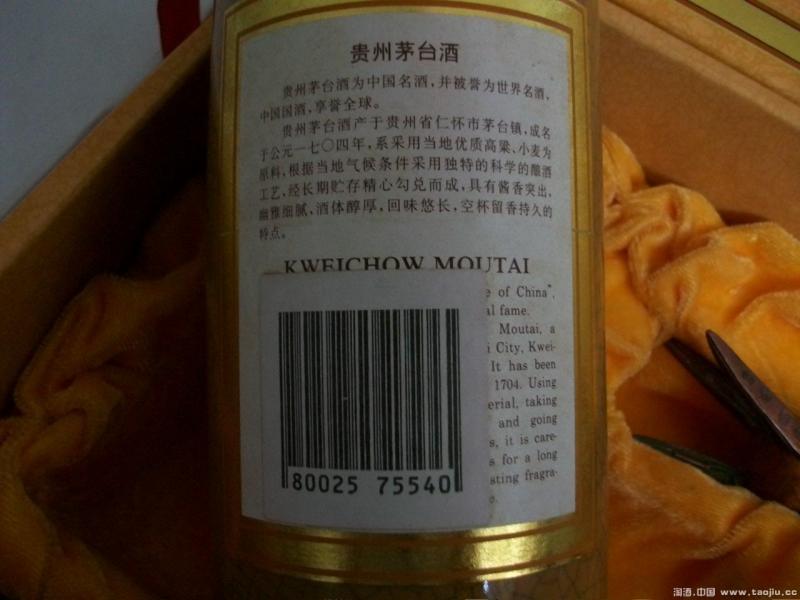 贵州茅台酒
贵州茅台酒为中国名酒,并被誉为世界名酒,
中国国酒,享誉全球。
贵州茅台酒产于贵州省仁怀市茅台镇,成名
于公元一七〇四年,系采用当地优质高粱、小麦为
原料,根据当地气候条件采用独特的科学的酿酒
工艺,经长期贮存精心勾兑而成,具有酱香突出,
幽雅细腻,酒体醇厚,回味悠长,空杯留香持久的
特点。
KWEICHOW MOUTAI
of China",
fame.
Moutai, a
City, Kwei-
It has been
1704. Using
taking
and going
it is care-
for a long
fragra-
80025 75540
淘酒.中国 www.taojiu.cc